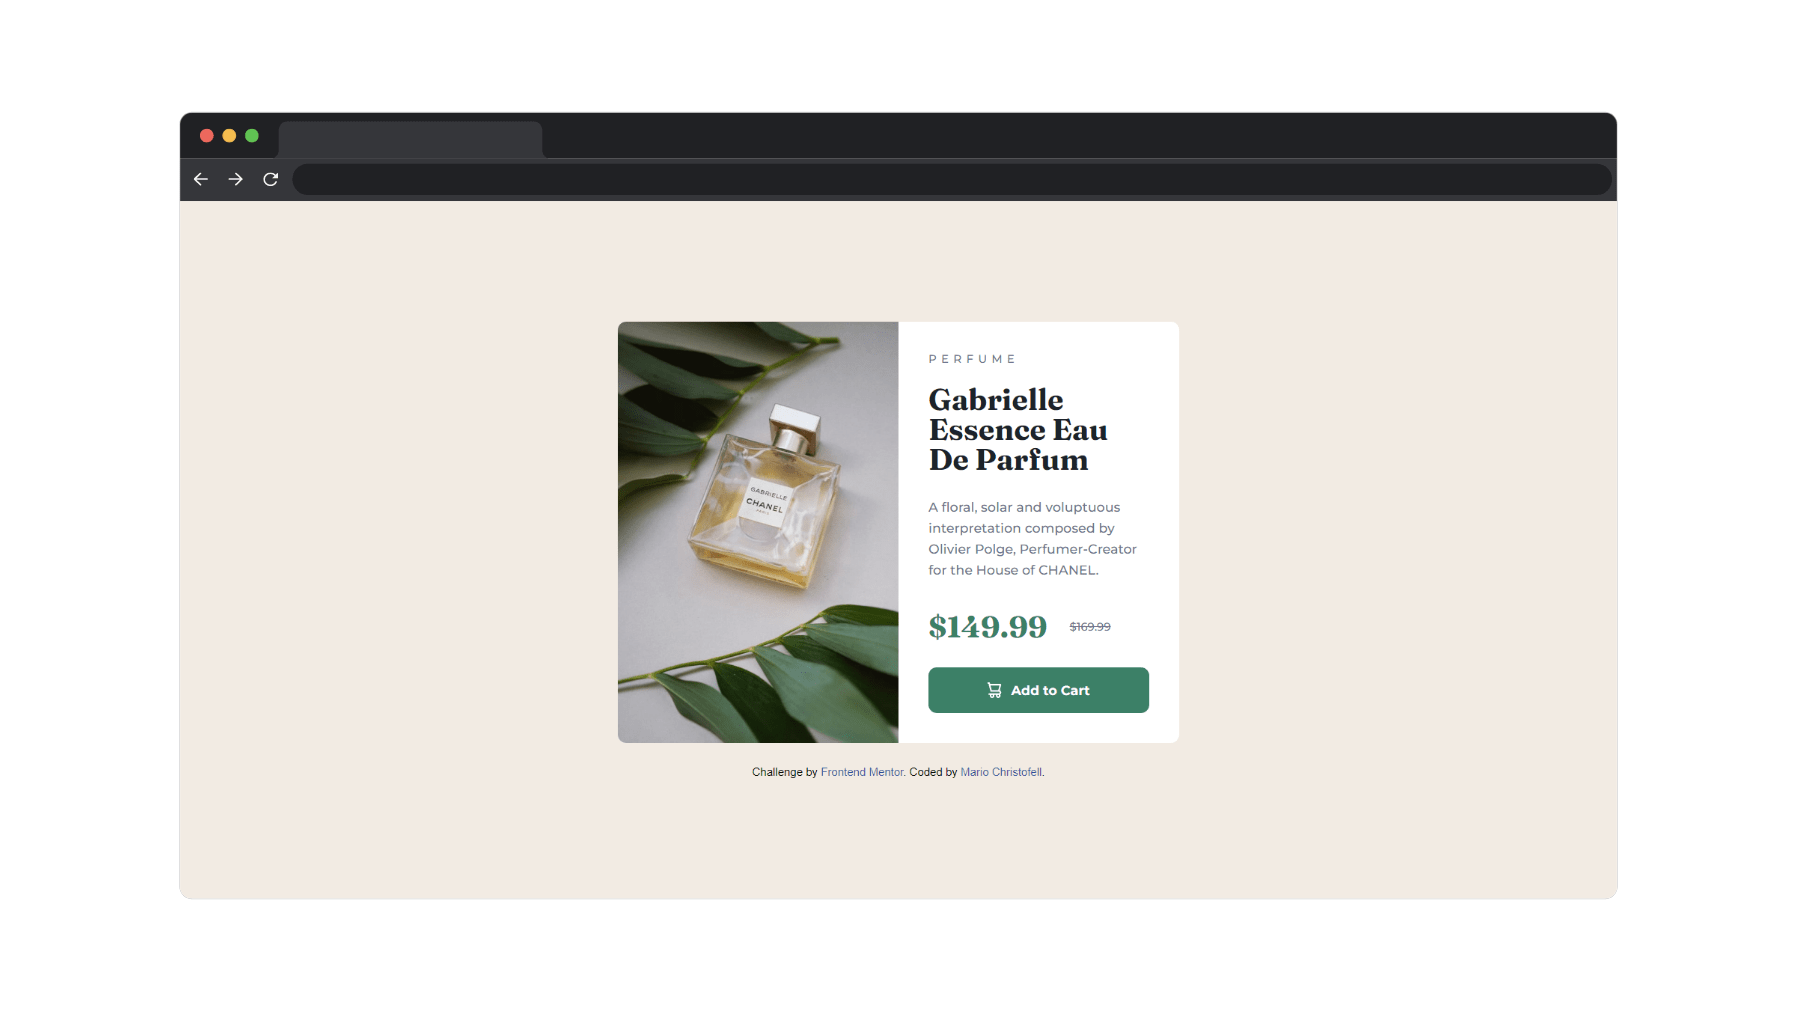 PERFUME
Gabrielle
Essence Eau
De Parfum
A floral, solar and voluptuous
interpretation composed by
Olivier Polge, Perfumer-Creator
for the House of CHANEL.
$149.99 $169.99
Add to Cart
GABRIELLE
CHANEL
PARIS
Challenge by Frontend Mentor. Coded by Mario Christofell.